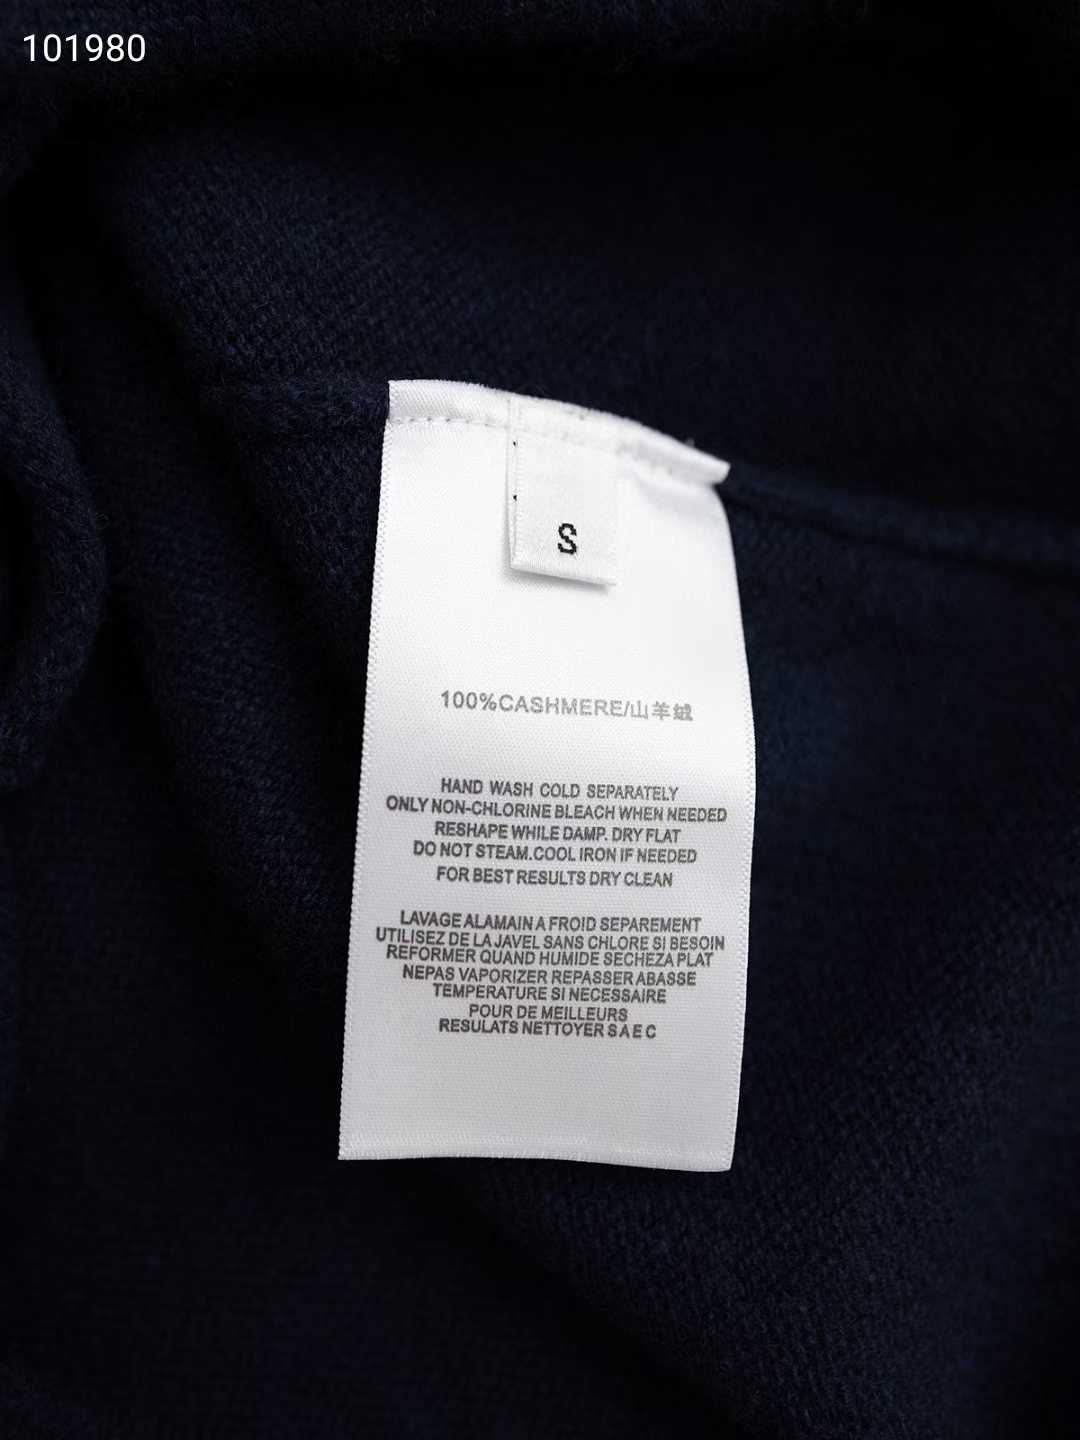 101980
S
100%CASHMERE/山羊绒
HAND WASH COLD SEPARATELY
ONLY NON-CHLORINE BLEACH WHEN NEEDED
RESHAPE WHILE DAMP. DRY FLAT
DO NOT STEAM.COOL IRON IF NEEDED
FOR BEST RESULTS DRY CLEAN
LAVAGE ALAMAIN A FROID SEPAREMENT
UTILISEZ DE LA JAVEL SANS CHLORE SI BESOIN
REFORMER QUAND HUMIDE SECHEZA PLAT
NEPAS VAPORIZER REPASSER ABASSE
TEMPERATURE SI NECESSAIRE
POUR DE MEILLEURS
RESULATS NETTOYER S A E C